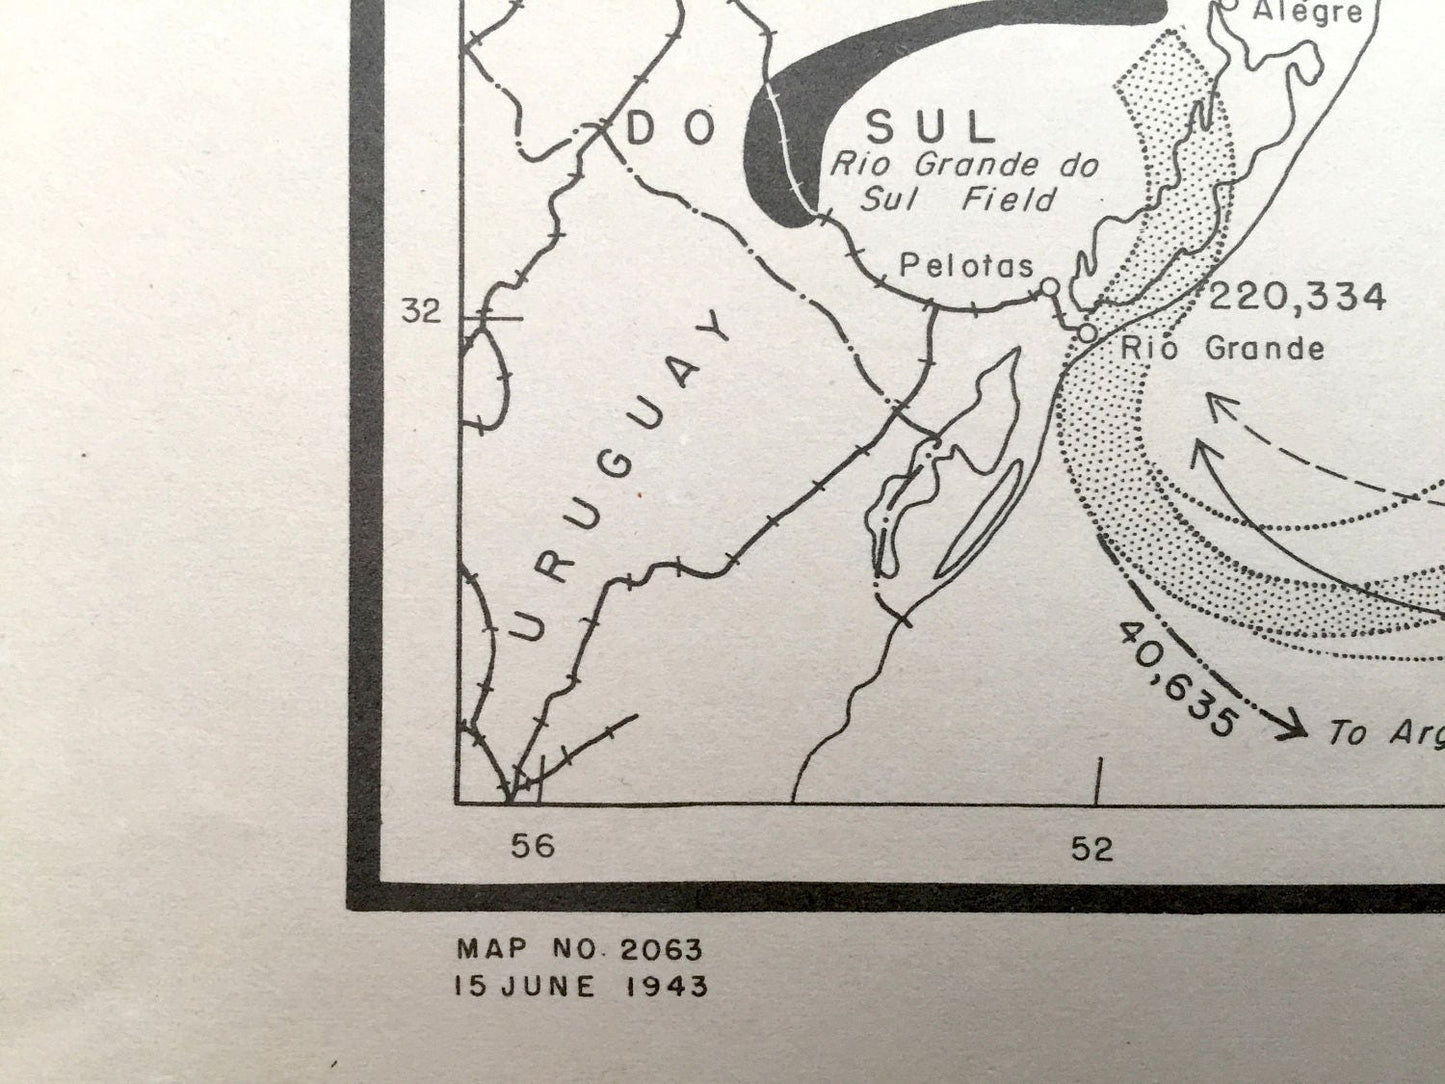 Alegre
DO SUL
Rio Grande do
Sul Field
Pelotas
220,334
32
Rio Grande
URUGUAY
40,635
To Arg
56
52
MAP NO. 2063
15 JUNE 1943